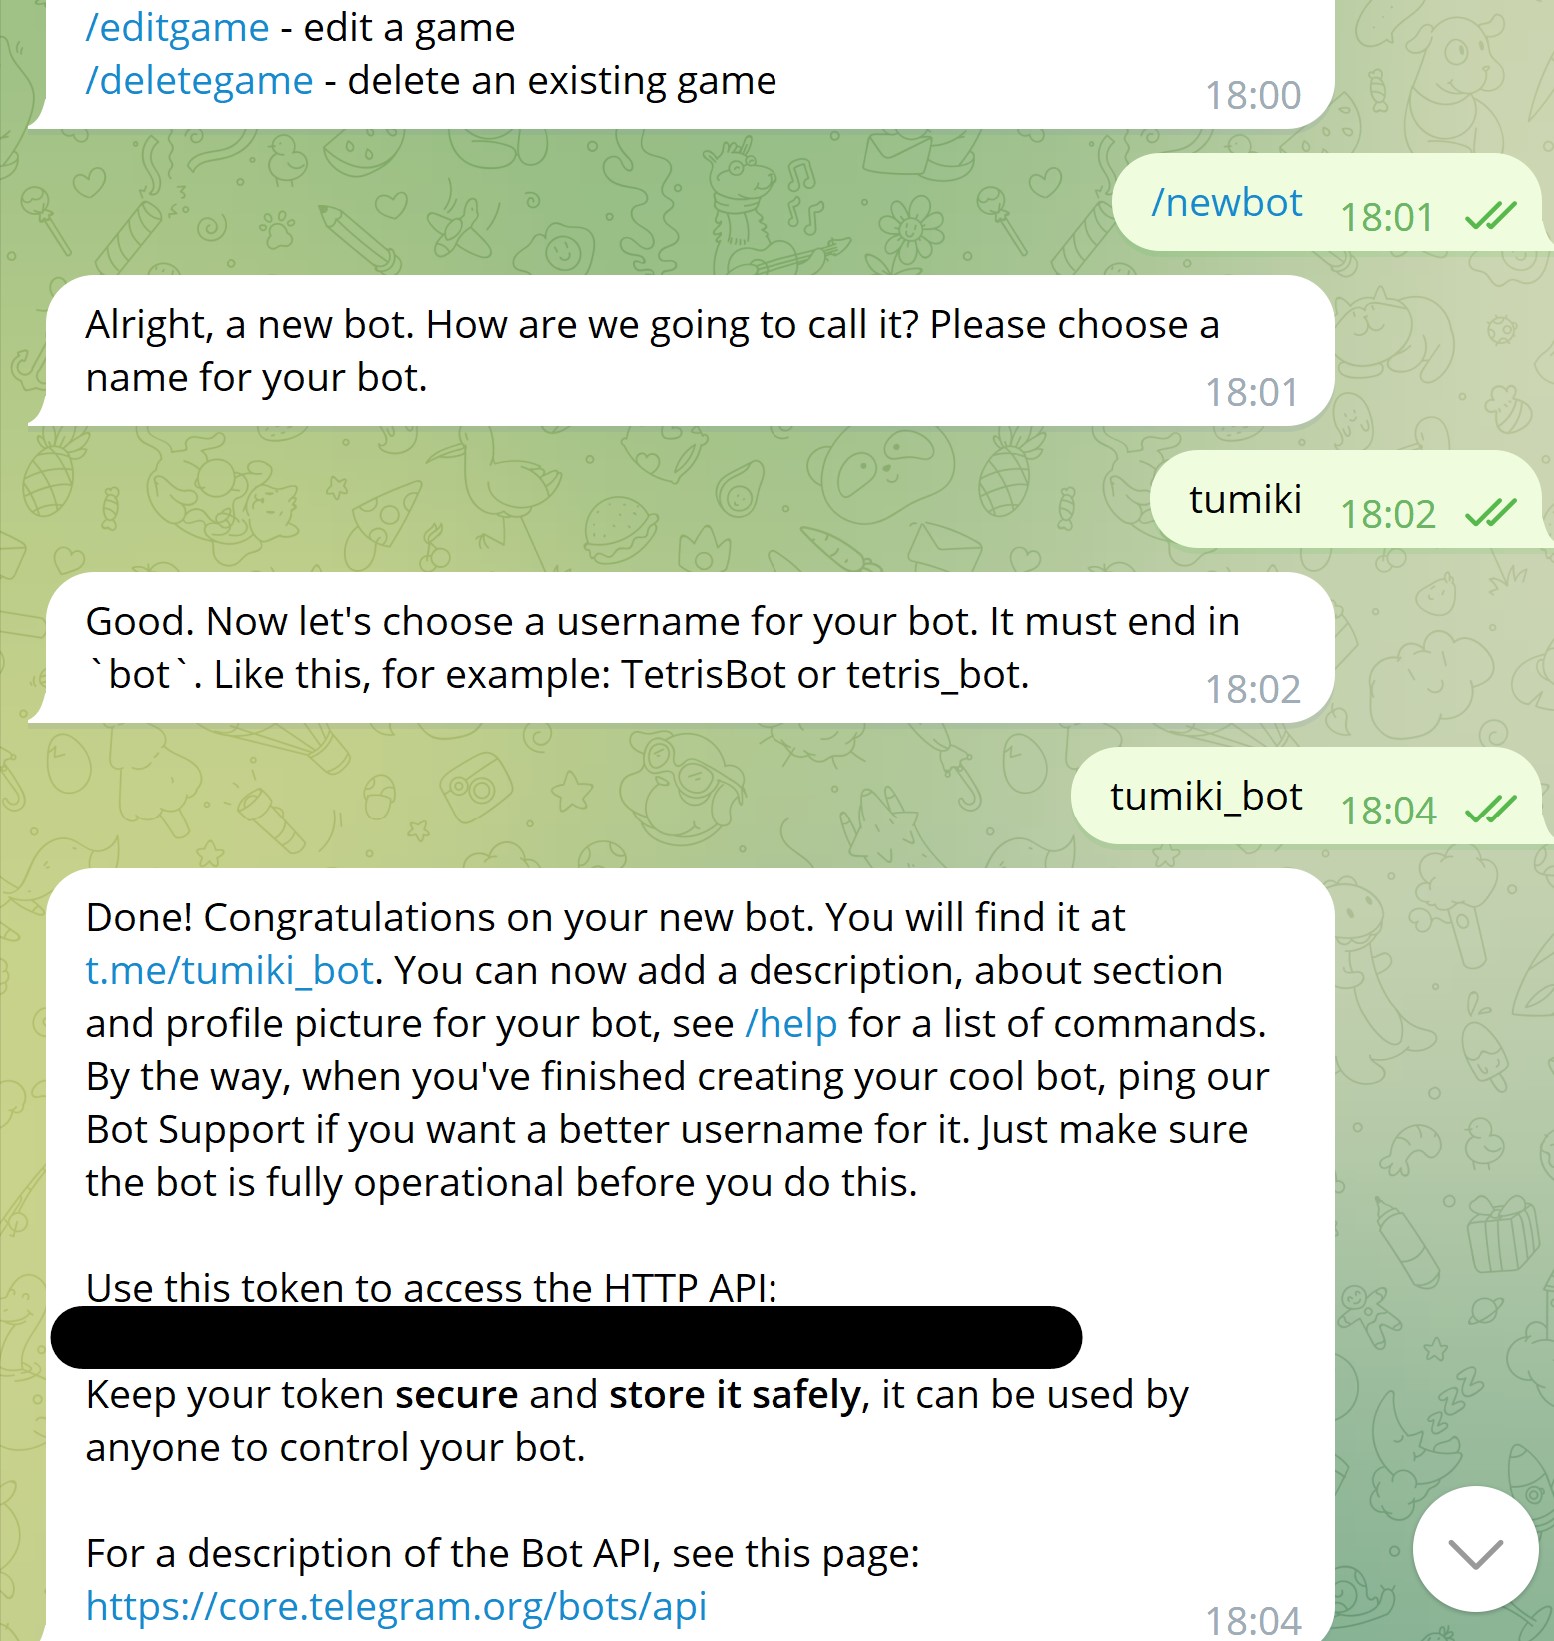 /editgame - edit a game
/deletegame - delete an existing game
18:00
/newbot 18:01
Alright, a new bot. How are we going to call it? Please choose a
name for your bot.
18:01
tumiki 18:02
Good. Now let's choose a username for your bot. It must end in
`bot`. Like this, for example: TetrisBot or tetris_bot.
18:02
tumiki_bot 18:04
Done! Congratulations on your new bot. You will find it at
t.me/tumiki_bot. You can now add a description, about section
and profile picture for your bot, see /help for a list of commands.
By the way, when you've finished creating your cool bot, ping our
Bot Support if you want a better username for it. Just make sure
the bot is fully operational before you do this.
Use this token to access the HTTP API:
Keep your token secure and store it safely, it can be used by
anyone to control your bot.
For a description of the Bot API, see this page:
https://core.telegram.org/bots/api
18:04